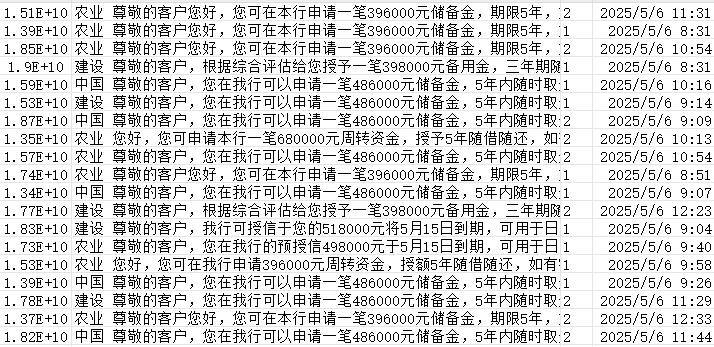 1.51E+10 农业 尊敬的客户您好，您可在本行申请一笔396000元储备金，期限5年， 2 2025/5/6 11:31
1.39E+10 农业 尊敬的客户您好，您可在本行申请一笔396000元储备金，期限5年， 1 2025/5/6 8:31
1.85E+10 农业 尊敬的客户您好，您可在本行申请一笔396000元储备金，期限5年， 2 2025/5/6 10:54
1.9E+10 建设 尊敬的客户，根据综合评估给您授予一笔398000元备用金，三年期随 1 2025/5/6 8:31
1.59E+10 中国 尊敬的客户，您在我行可以申请一笔486000元储备金，5年内随时取 1 2025/5/6 10:16
1.53E+10 建设 尊敬的客户，您在我行可以申请一笔486000元储备金，5年内随时取 2 2025/5/6 9:14
1.87E+10 中国 尊敬的客户，您在我行可以申请一笔486000元储备金，5年内随时取 2 2025/5/6 9:09
1.35E+10 农业 您好，您可申请本行一笔680000元周转资金，授予5年随借随还，如 2 2025/5/6 10:13
1.57E+10 农业 尊敬的客户，您在我行可以申请一笔486000元储备金，5年内随时取 2 2025/5/6 10:54
1.74E+10 农业 尊敬的客户您好，您可在本行申请一笔396000元储备金，期限5年， 1 2025/5/6 8:51
1.34E+10 中国 尊敬的客户，您在我行可以申请一笔486000元储备金，5年内随时取 1 2025/5/6 9:07
1.77E+10 建设 尊敬的客户，根据综合评估给您授予一笔398000元备用金，三年期随 2 2025/5/6 12:23
1.83E+10 建设 尊敬的客户，我行可授信于您的518000元将5月15日到期，可用于日 1 2025/5/6 9:04
1.73E+10 农业 尊敬的客户，您在我行的预授信498000元于5月15日到期，可用于日 1 2025/5/6 9:40
1.53E+10 农业 您好，您可在我行申请396000元周转资金，授额5年随借随还，如有 1 2025/5/6 9:58
1.39E+10 中国 尊敬的客户，您在我行可以申请一笔486000元储备金，5年内随时取 1 2025/5/6 9:26
1.78E+10 建设 尊敬的客户，您在我行可以申请一笔486000元储备金，5年内随时取 2 2025/5/6 11:29
1.37E+10 农业 尊敬的客户您好，您可在本行申请一笔396000元储备金，期限5年， 1 2025/5/6 12:33
1.82E+10 中国 尊敬的客户，您在我行可以申请一笔486000元储备金，5年内随时取 2 2025/5/6 11:44